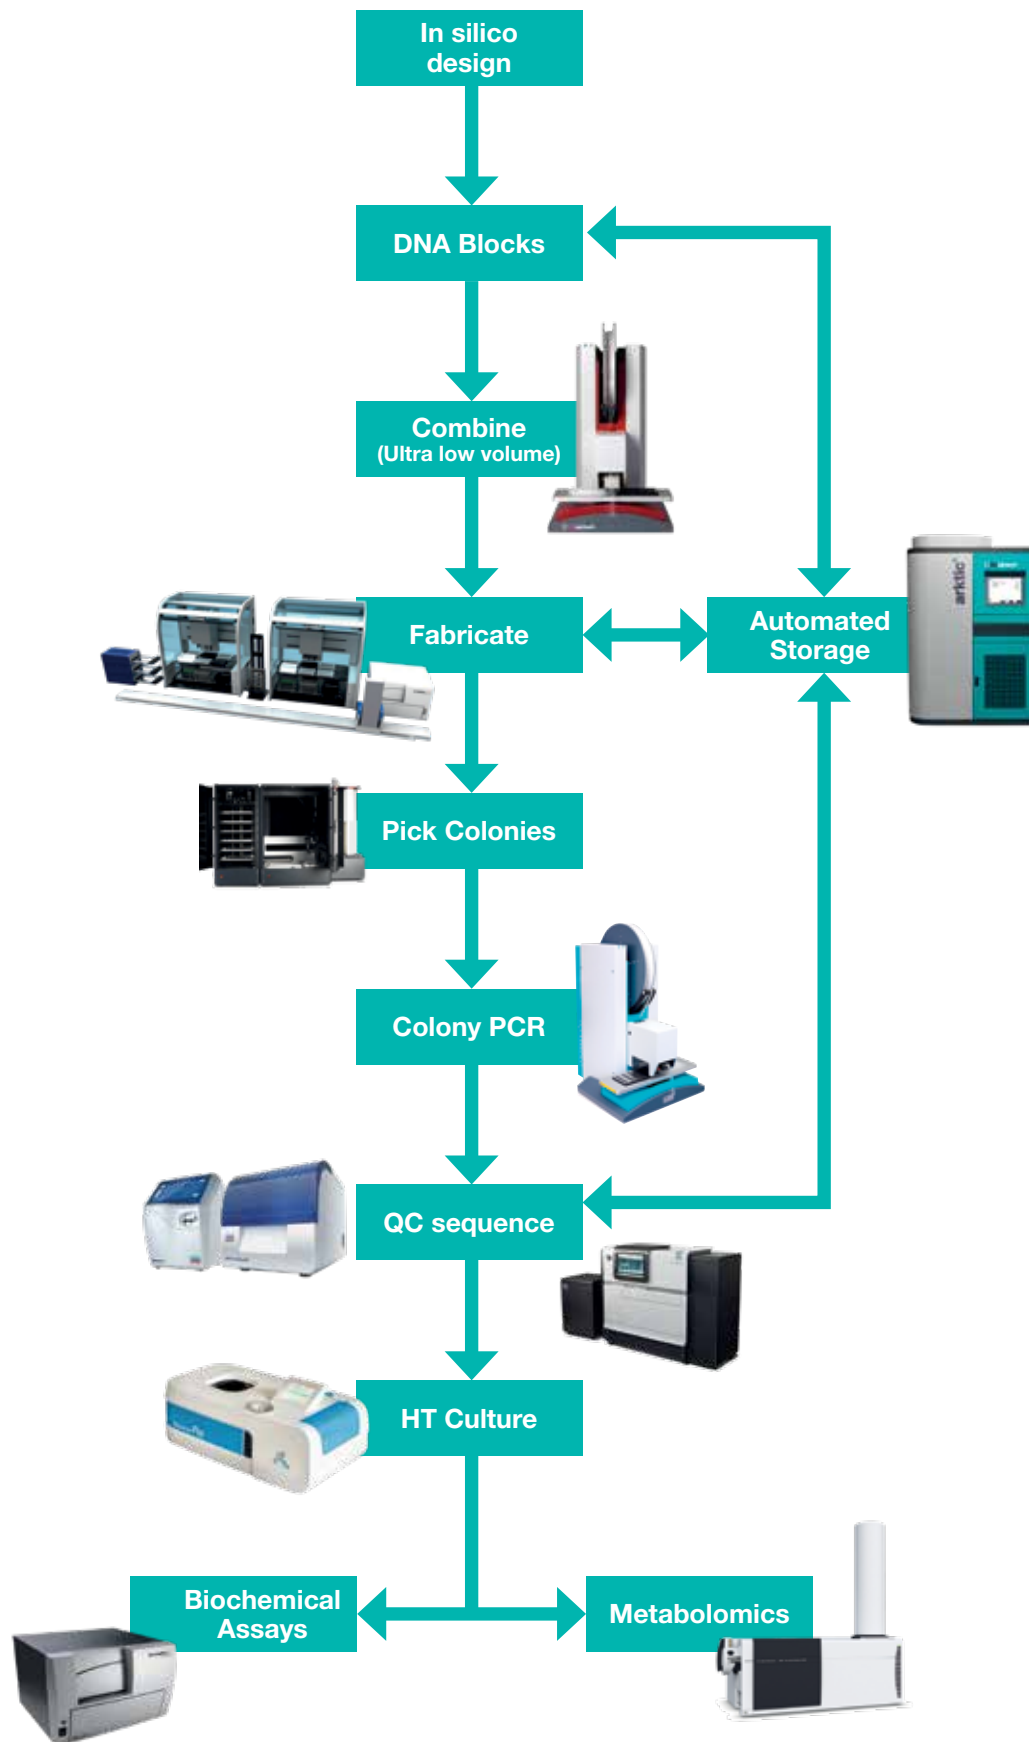 In silico
design
DNA Blocks
Combine
(Ultra low volume)
Fabricate
Automated
Storage
arktic
Pick Colonies
Colony PCR
QC sequence
HT Culture
Biochemical
Assays
Metabolomics